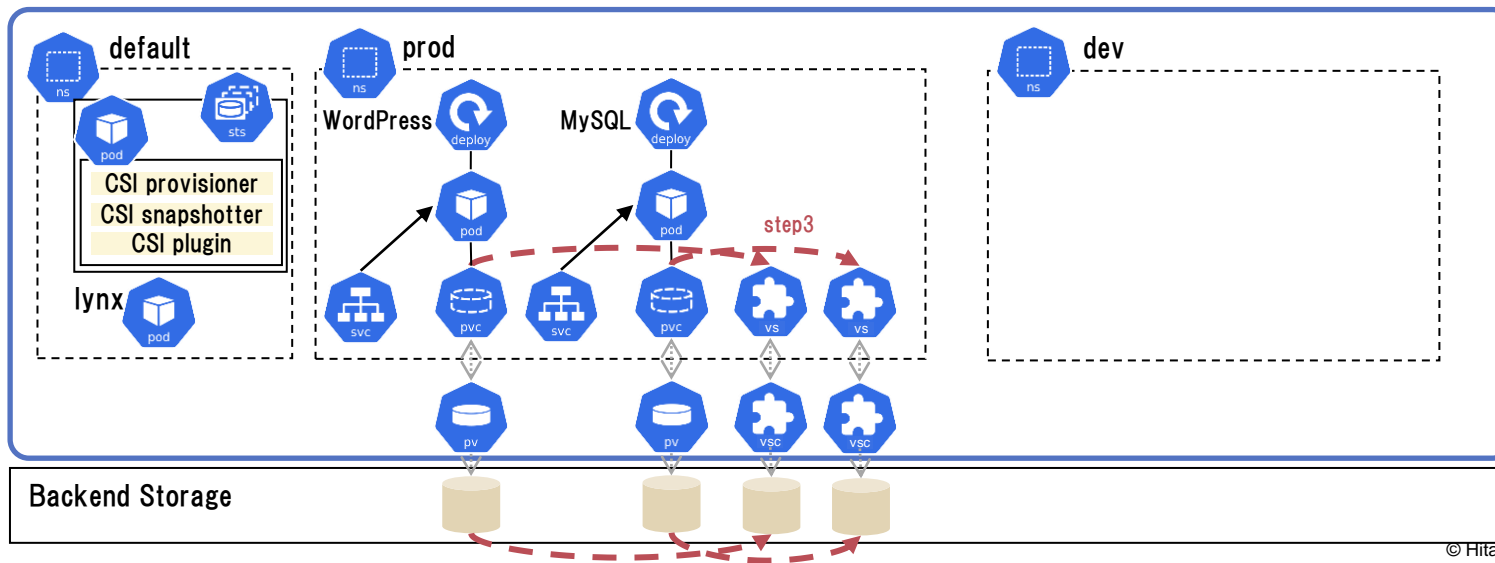 default
ns
sts
pod
CSI provisioner
CSI snapshotter
CSI plugin
lynx
pod
prod
ns
WordPress
deploy
MySQL
deploy
pod
pod
step3
svc
pvc
svc
pvc
vs
vs
pv
pv
vsc
vsc
dev
ns
Backend Storage
© Hita